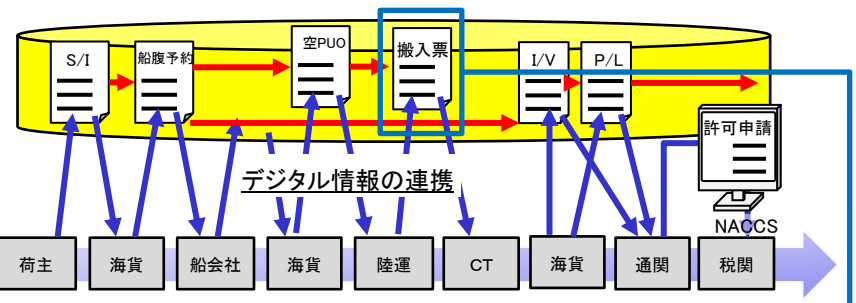 S/I
船腹予約
空PUO
搬入票
I/V
P/L
許可申請
デジタル情報の連携
NACCS
荷主
海貨
船会社
海貨
陸運
CT
海貨
通関
税関